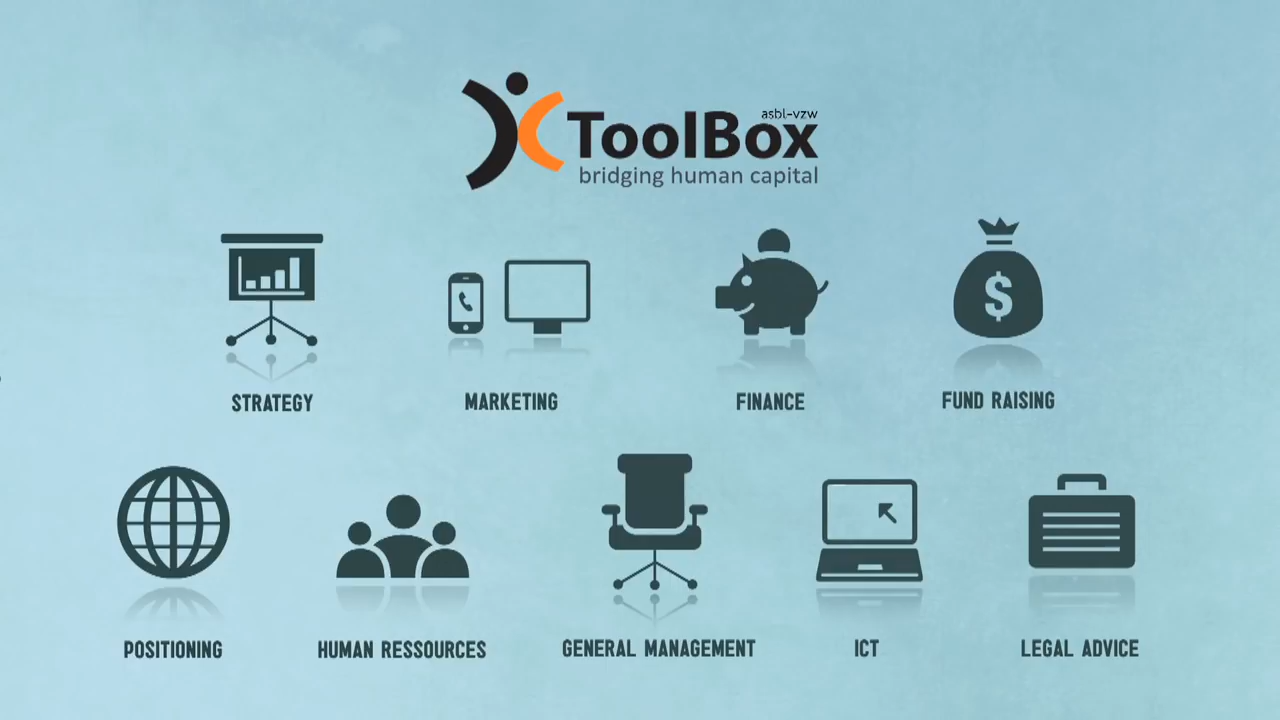 asbl-vzw
ToolBox
bridging human capital
$
STRATEGY
MARKETING
FINANCE
FUND RAISING
POSITIONING
HUMAN RESSOURCES
GENERAL MANAGEMENT
ICT
LEGAL ADVICE